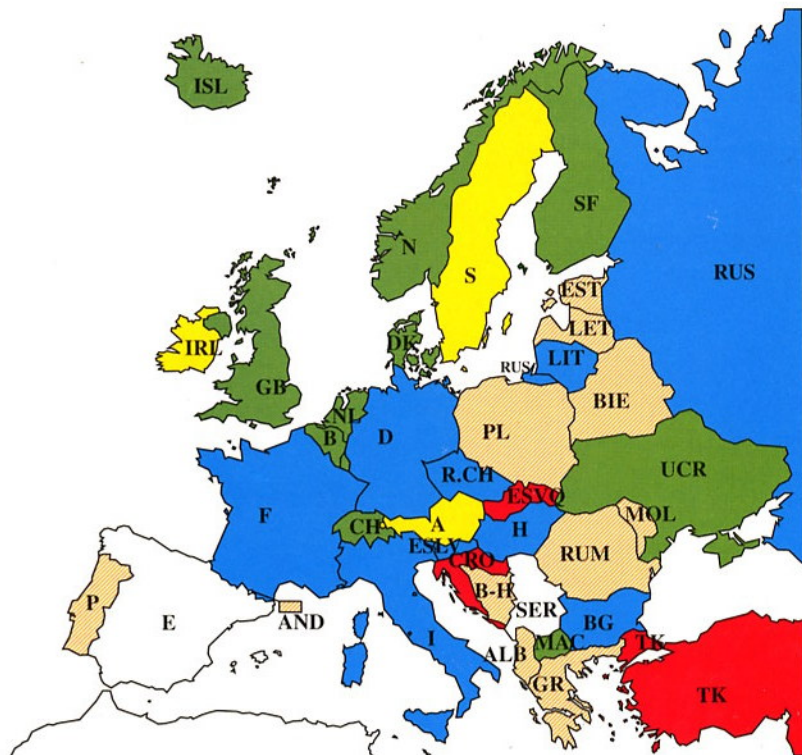 ISL
SF
N
RUS
S
EST
LET
IRL
DK
LIT
RUS
GB
BIE
NL
B
D
PL
R.CH
UCR
ESVQ
F
CH
A
H
MOL
ESLV
CRO
RUM
P
B-H
E
AND
SER
I
BG
ALB
MAC
TK
GR
TK